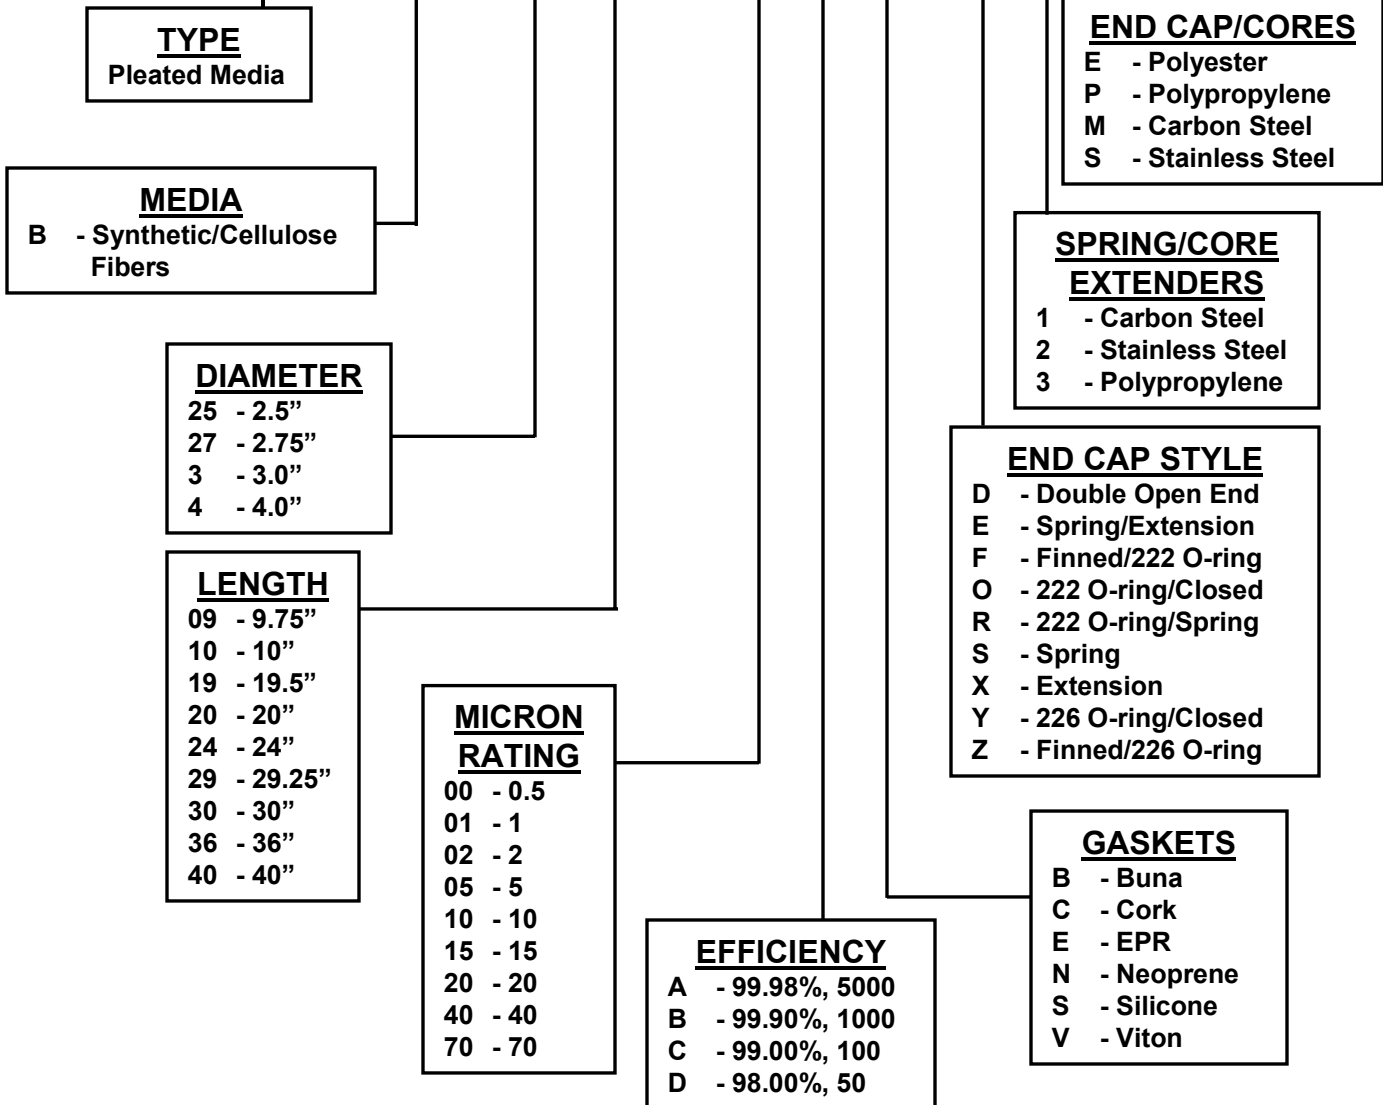 TYPE
Pleated Media
END CAP/CORES
E - Polyester
P - Polypropylene
M - Carbon Steel
S - Stainless Steel
MEDIA
B - Synthetic/Cellulose
Fibers
SPRING/CORE
EXTENDERS
1 - Carbon Steel
2 - Stainless Steel
3 - Polypropylene
DIAMETER
25 - 2.5”
27 - 2.75”
3 - 3.0”
4 - 4.0”
END CAP STYLE
D - Double Open End
E - Spring/Extension
F - Finned/222 O-ring
O - 222 O-ring/Closed
R - 222 O-ring/Spring
S - Spring
X - Extension
Y - 226 O-ring/Closed
Z - Finned/226 O-ring
LENGTH
09 - 9.75”
10 - 10”
19 - 19.5”
20 - 20”
24 - 24”
29 - 29.25”
30 - 30”
36 - 36”
40 - 40”
MICRON
RATING
00 - 0.5
01 - 1
02 - 2
05 - 5
10 - 10
15 - 15
20 - 20
40 - 40
70 - 70
GASKETS
B - Buna
C - Cork
E - EPR
N - Neoprene
S - Silicone
V - Viton
EFFICIENCY
A - 99.98%, 5000
B - 99.90%, 1000
C - 99.00%, 100
D - 98.00%, 50